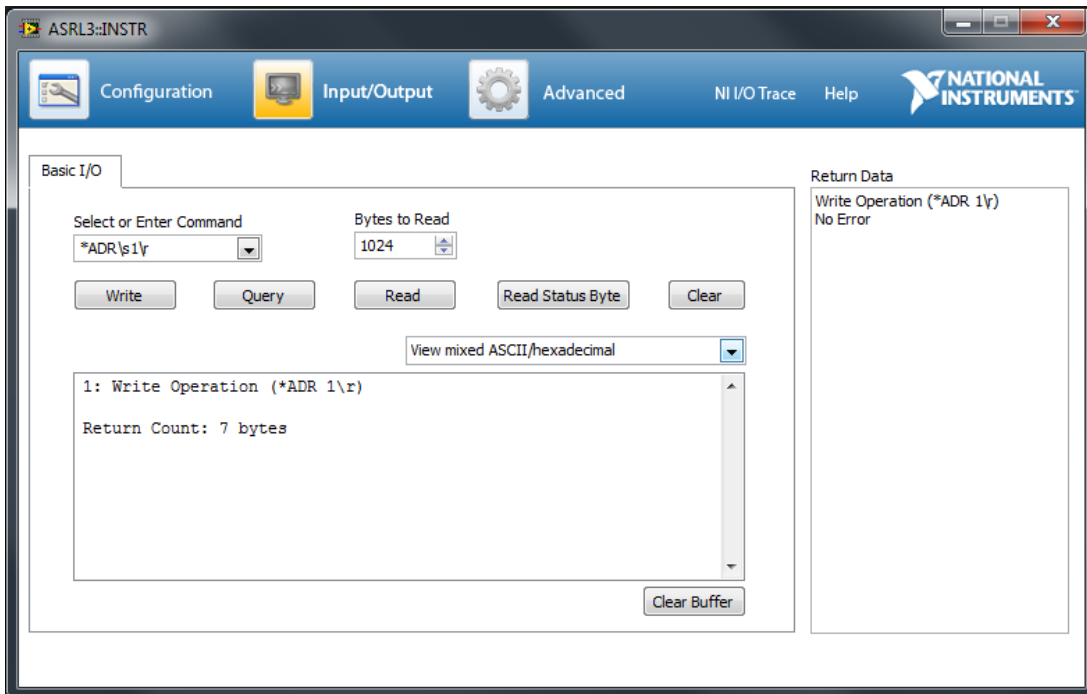 ASRL3::INSTR
Configuration Input/Output Advanced NI I/O Trace Help NATIONAL INSTRUMENTS
Basic I/O
Return Data
Write Operation (*ADR 1\r)
No Error
Select or Enter Command Bytes to Read
*ADR\s1\r 1024
Write Query Read Read Status Byte Clear
View mixed ASCII/hexadecimal
1: Write Operation (*ADR 1\r)
Return Count: 7 bytes
Clear Buffer